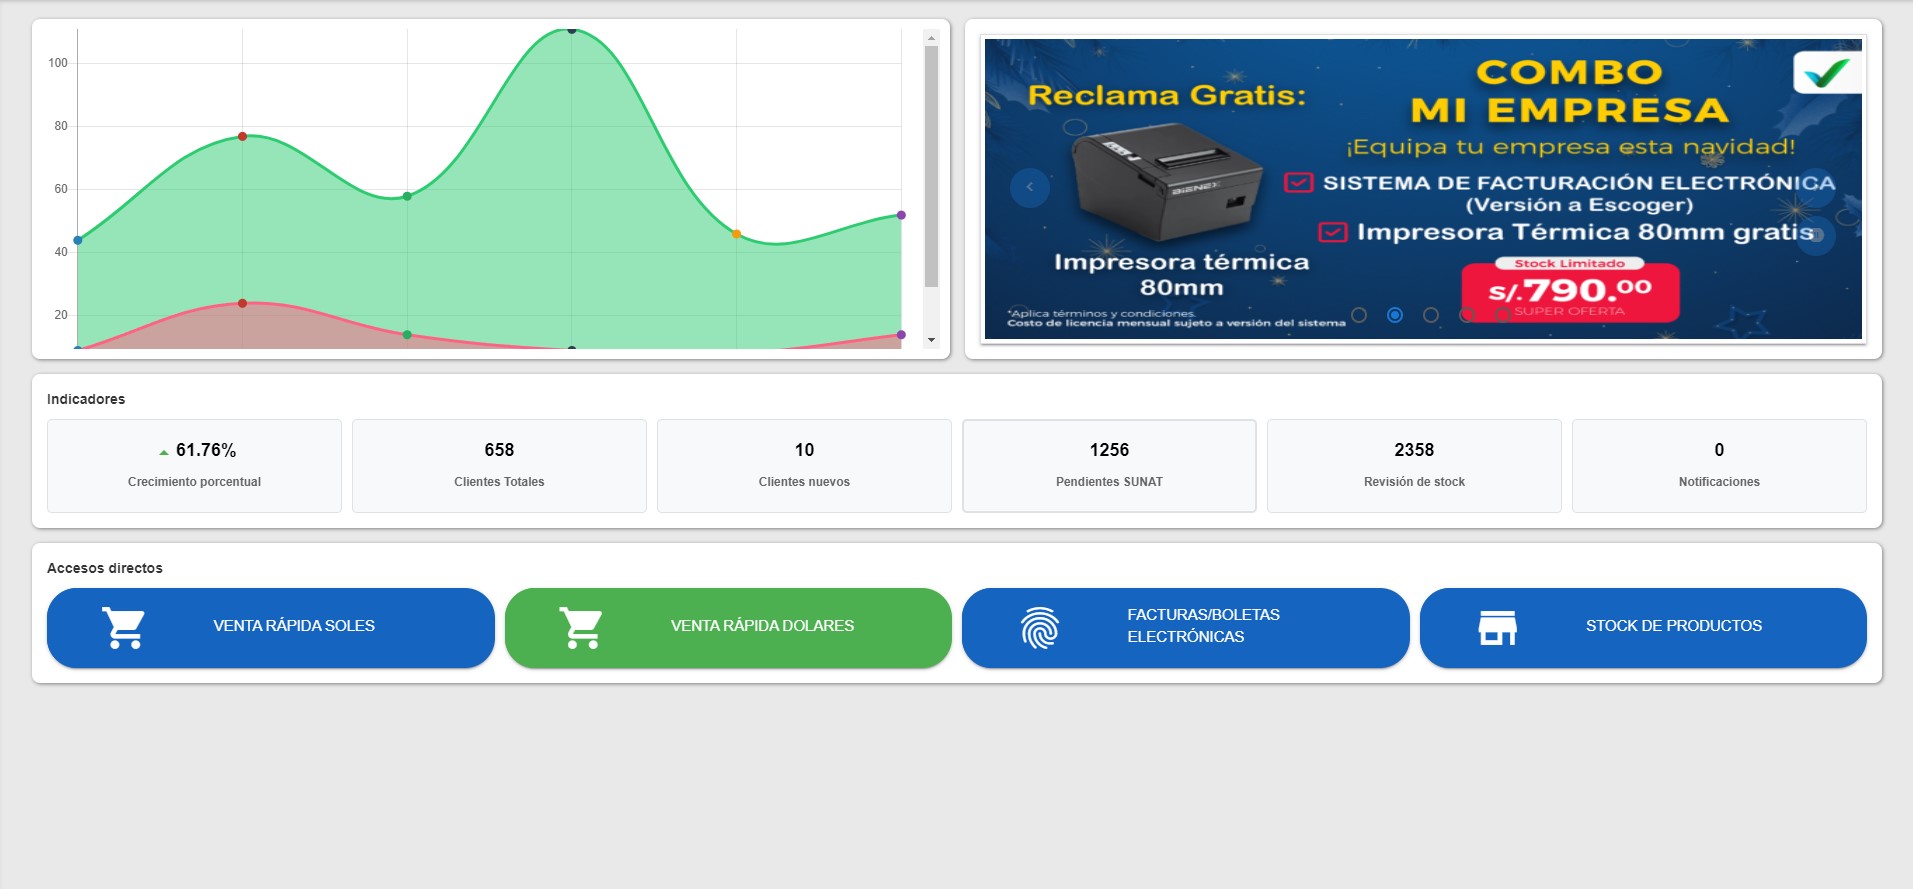 100
80
60
40
20
Reclama Gratis:
BIENEX
Impresora térmica
80mm
*Aplica términos y condiciones.
Costo de licencia mensual sujeto a versión del sistema
COMBO
MI EMPRESA
¡Equipa tu empresa esta navidad!
SISTEMA DE FACTURACIÓN ELECTRÓNICA
(Versión a Escoger)
Impresora Térmica 80mm gratis
Stock Limitado
S/.790.00
SUPER OFERTA
Indicadores
61.76%
Crecimiento porcentual
658
Clientes Totales
10
Clientes nuevos
1256
Pendientes SUNAT
2358
Revisión de stock
0
Notificaciones
Accesos directos
VENTA RÁPIDA SOLES
VENTA RÁPIDA DOLARES
FACTURAS/BOLETAS
ELECTRÓNICAS
STOCK DE PRODUCTOS